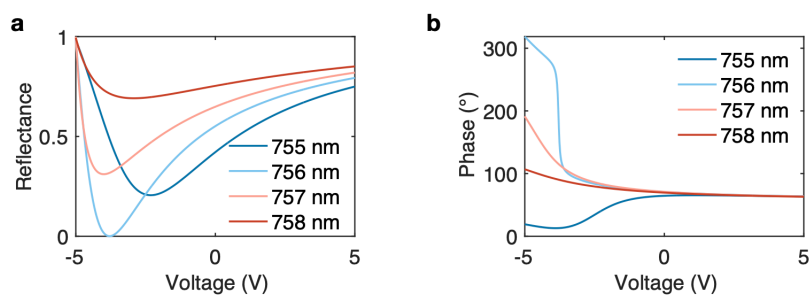 a
Reflectance
1
0.5
0
-5
0
5
Voltage (V)
755 nm
756 nm
757 nm
758 nm
b
Phase (°)
300
200
100
0
-5
0
5
Voltage (V)
755 nm
756 nm
757 nm
758 nm